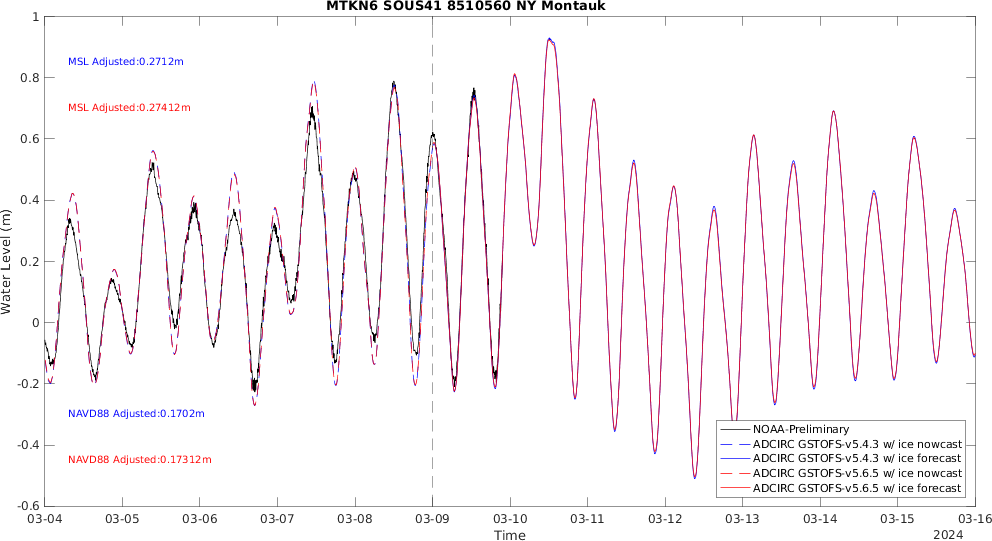 MTKN6 SOUS41 8510560 NY Montauk
1
0.8
0.6
0.4
0.2
0
-0.2
-0.4
-0.6
Water Level (m)
MSL Adjusted:0.2712m
MSL Adjusted:0.27412m
NAVD88 Adjusted:0.1702m
NAVD88 Adjusted:0.17312m
NOAA-Preliminary
ADCIRC GSTOFS-v5.4.3 w/ ice nowcast
ADCIRC GSTOFS-v5.4.3 w/ ice forecast
ADCIRC GSTOFS-v5.6.5 w/ ice nowcast
ADCIRC GSTOFS-v5.6.5 w/ ice forecast
03-04 03-05 03-06 03-07 03-08 03-09 03-10 03-11 03-12 03-13 03-14 03-15 03-16
Time
2024